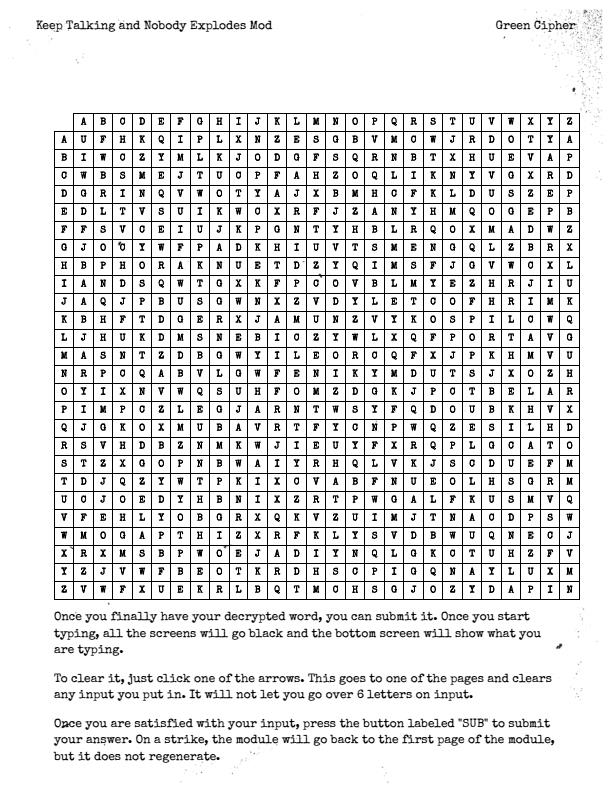 Keep Talking and Nobody Explodes Mod Green Cipher
A B C D E F G H I J K L M N O P Q R S T U V W X Y Z
A U F H K Q I P L X N Z E S G B V M C W J R D O T Y A
B I W C Z Y M L K J O D G F S Q R N B T X H U E V A P
C W B S M E J T U C P F A H Z O Q L I K N Y V G X R D
D G R I N Q V W O T Y A J X B M H C F K L D U S Z E P
E D L T V S U I K W C X R F J Z A N Y H M Q O G E P B
F F S V C E I U J K P G N T Y H B L R Q O X M A D W Z
G J O C Y W F P A D K H I U V T S M E N G Q L Z B R X
H B P H O R A K N U E T D Z Y Q I M S F J G V W C X L
I A N D S Q W T G X K F P C O V B L M Y E Z H R J I U
J A Q J P B U S G W N X Z V D Y L E T C O F H R I M K
K B H F T D G E R X J A M U N Z V Y K O S P I L C W Q
L J H U K D M S N E B I C Z Y W L X Q F P O R T A V G
M A S N T Z D B G W Y I L E O R C Q F X J P K H M V U
N R P C Q A B V L G W F E N I K Y M D U T S J X O Z H
O Y I X N V W Q S U H F O M Z D G K J P C T B E L A R
P I M P C Z L E G J A R N T W S Y F Q D O U B K H V X
Q J G K O X M U B A V R T F Y C N P W Q Z E S I L H D
R S V H D B Z N M K W J I E U Y F X R Q P L G C A T O
S T Z X G O P N B W A I Y R H Q L V K J S C D U E F M
T D J Q Z Y W T P K I X C V A B F N U E O L H S G R M
U C J O E D Y H B N I X Z R T P W G A L F K U S M V Q
V F E H L Y O B G R X Q K V Z U I M J T N A C D P S W
W M O G A P T H I Z X R F K L Y S V D B W U Q N E C J
X R X M S B P W O E J A D I Y N Q L G K C T U H Z F V
Y Z J V W F B E O T K R D H S C P I G Q N A Y L U X M
Z V W F X U E K R L B Q T M C H S G J O Z Y D A P I N
Once you finally have your decrypted word, you can submit it. Once you start
typing, all the screens will go black and the bottom screen will show what you
are typing.
To clear it, just click one of the arrows. This goes to one of the pages and clears
any input you put in. It will not let you go over 6 letters on input.
Once you are satisfied with your input, press the button labeled "SUB" to submit
your answer. On a strike, the module will go back to the first page of the module,
but it does not regenerate.